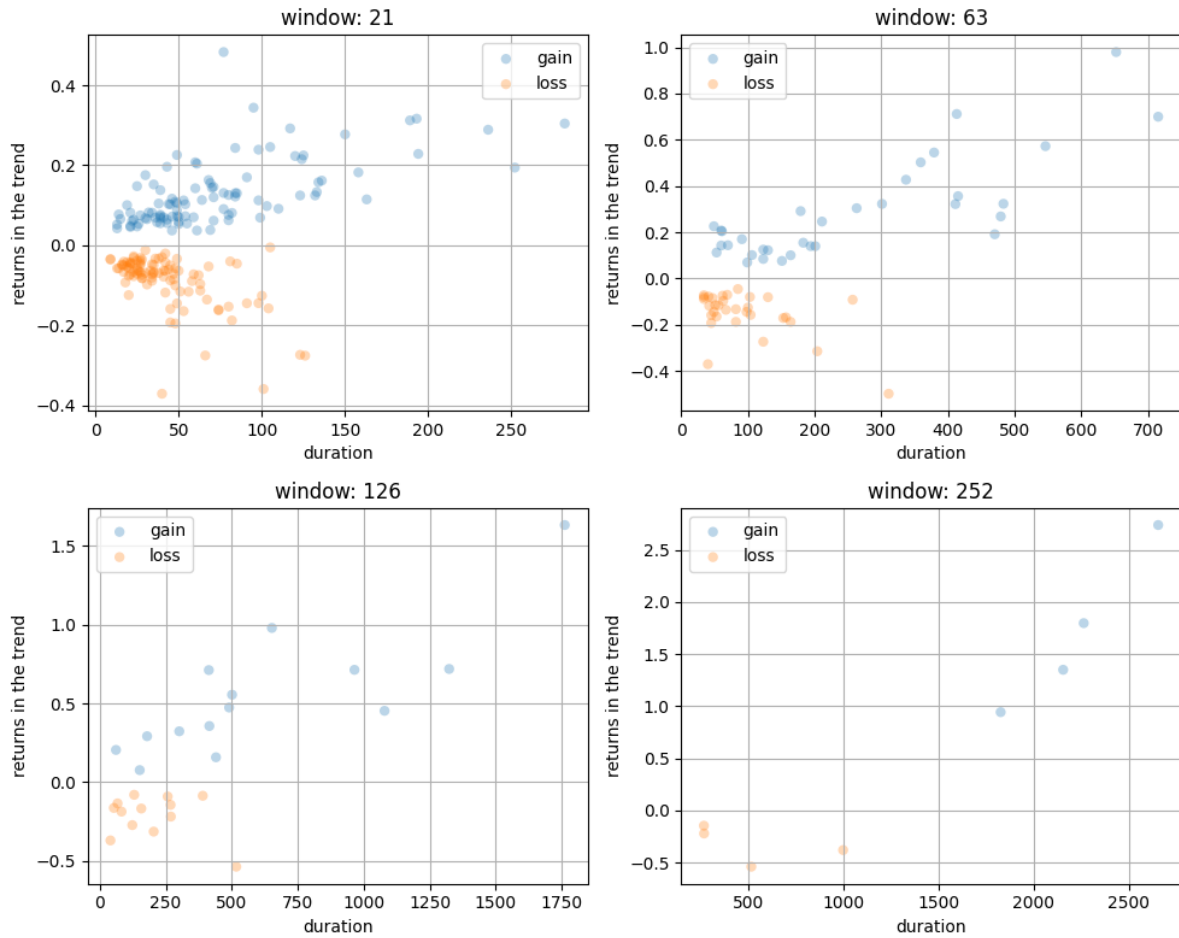 window: 21
gain
loss
0.4
0.2
0.0
−0.2
−0.4
returns in the trend
0
50
100
150
200
250
duration
window: 63
gain
loss
1.0
0.8
0.6
0.4
0.2
0.0
−0.2
−0.4
returns in the trend
0
100
200
300
400
500
600
700
duration
window: 126
gain
loss
1.5
1.0
0.5
0.0
−0.5
returns in the trend
0
250
500
750
1000
1250
1500
1750
duration
window: 252
gain
loss
2.5
2.0
1.5
1.0
0.5
0.0
−0.5
returns in the trend
500
1000
1500
2000
2500
duration